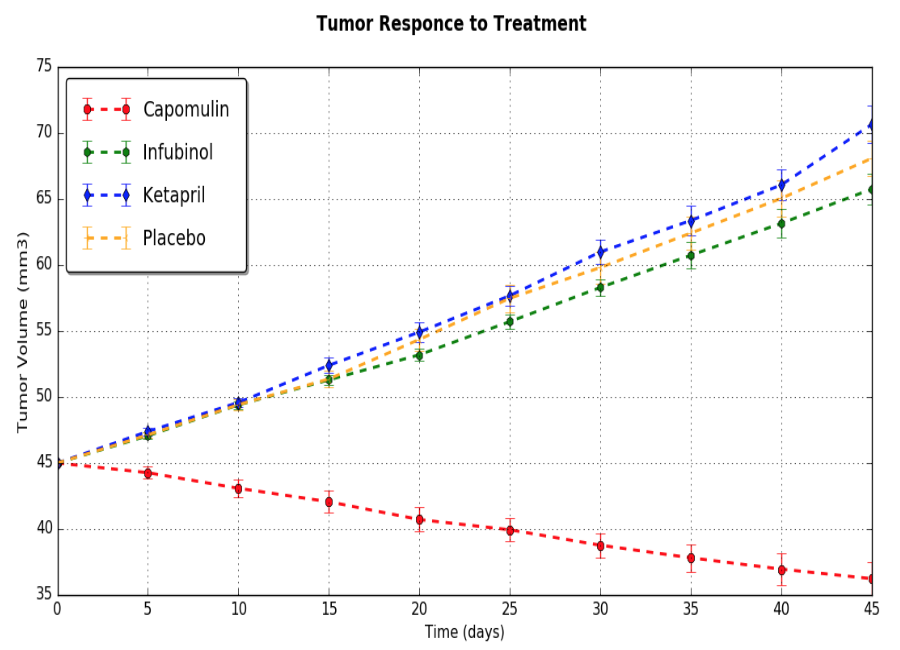 Tumor Responce to Treatment
Tumor Volume (mm3)
75
70
65
60
55
50
45
40
35
Capomulin
Infubinol
Ketapril
Placebo
0 5 10 15 20 25 30 35 40 45
Time (days)